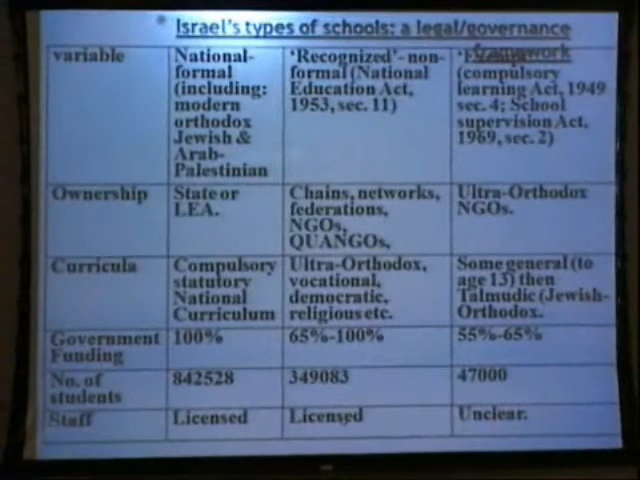 Israel's types of schools: a legal/governance
framework
variable
National-
formal
(including:
modern
orthodox
Jewish &
Arab-
Palestinian
'Recognized'- non-
formal (National
Education Act,
1953, sec. 11)
(compulsory
learning Act, 1949
sec. 4; School
supervision Act,
1969, sec. 2)
Ownership
State or
LEA.
Chains, networks,
federations,
NGOs,
QUANGOs,
Ultra-Orthodox
NGOs.
Curricula
Compulsory
statutory
National
Curriculum
Ultra-Orthodox,
vocational,
democratic,
religious etc.
Some general (to
age 13) then
Talmudic (Jewish-
Orthodox.
Government
Funding
100%
65%-100%
55%-65%
No. of
students
842528
349083
47000
Staff
Licensed
Licensed
Unclear.